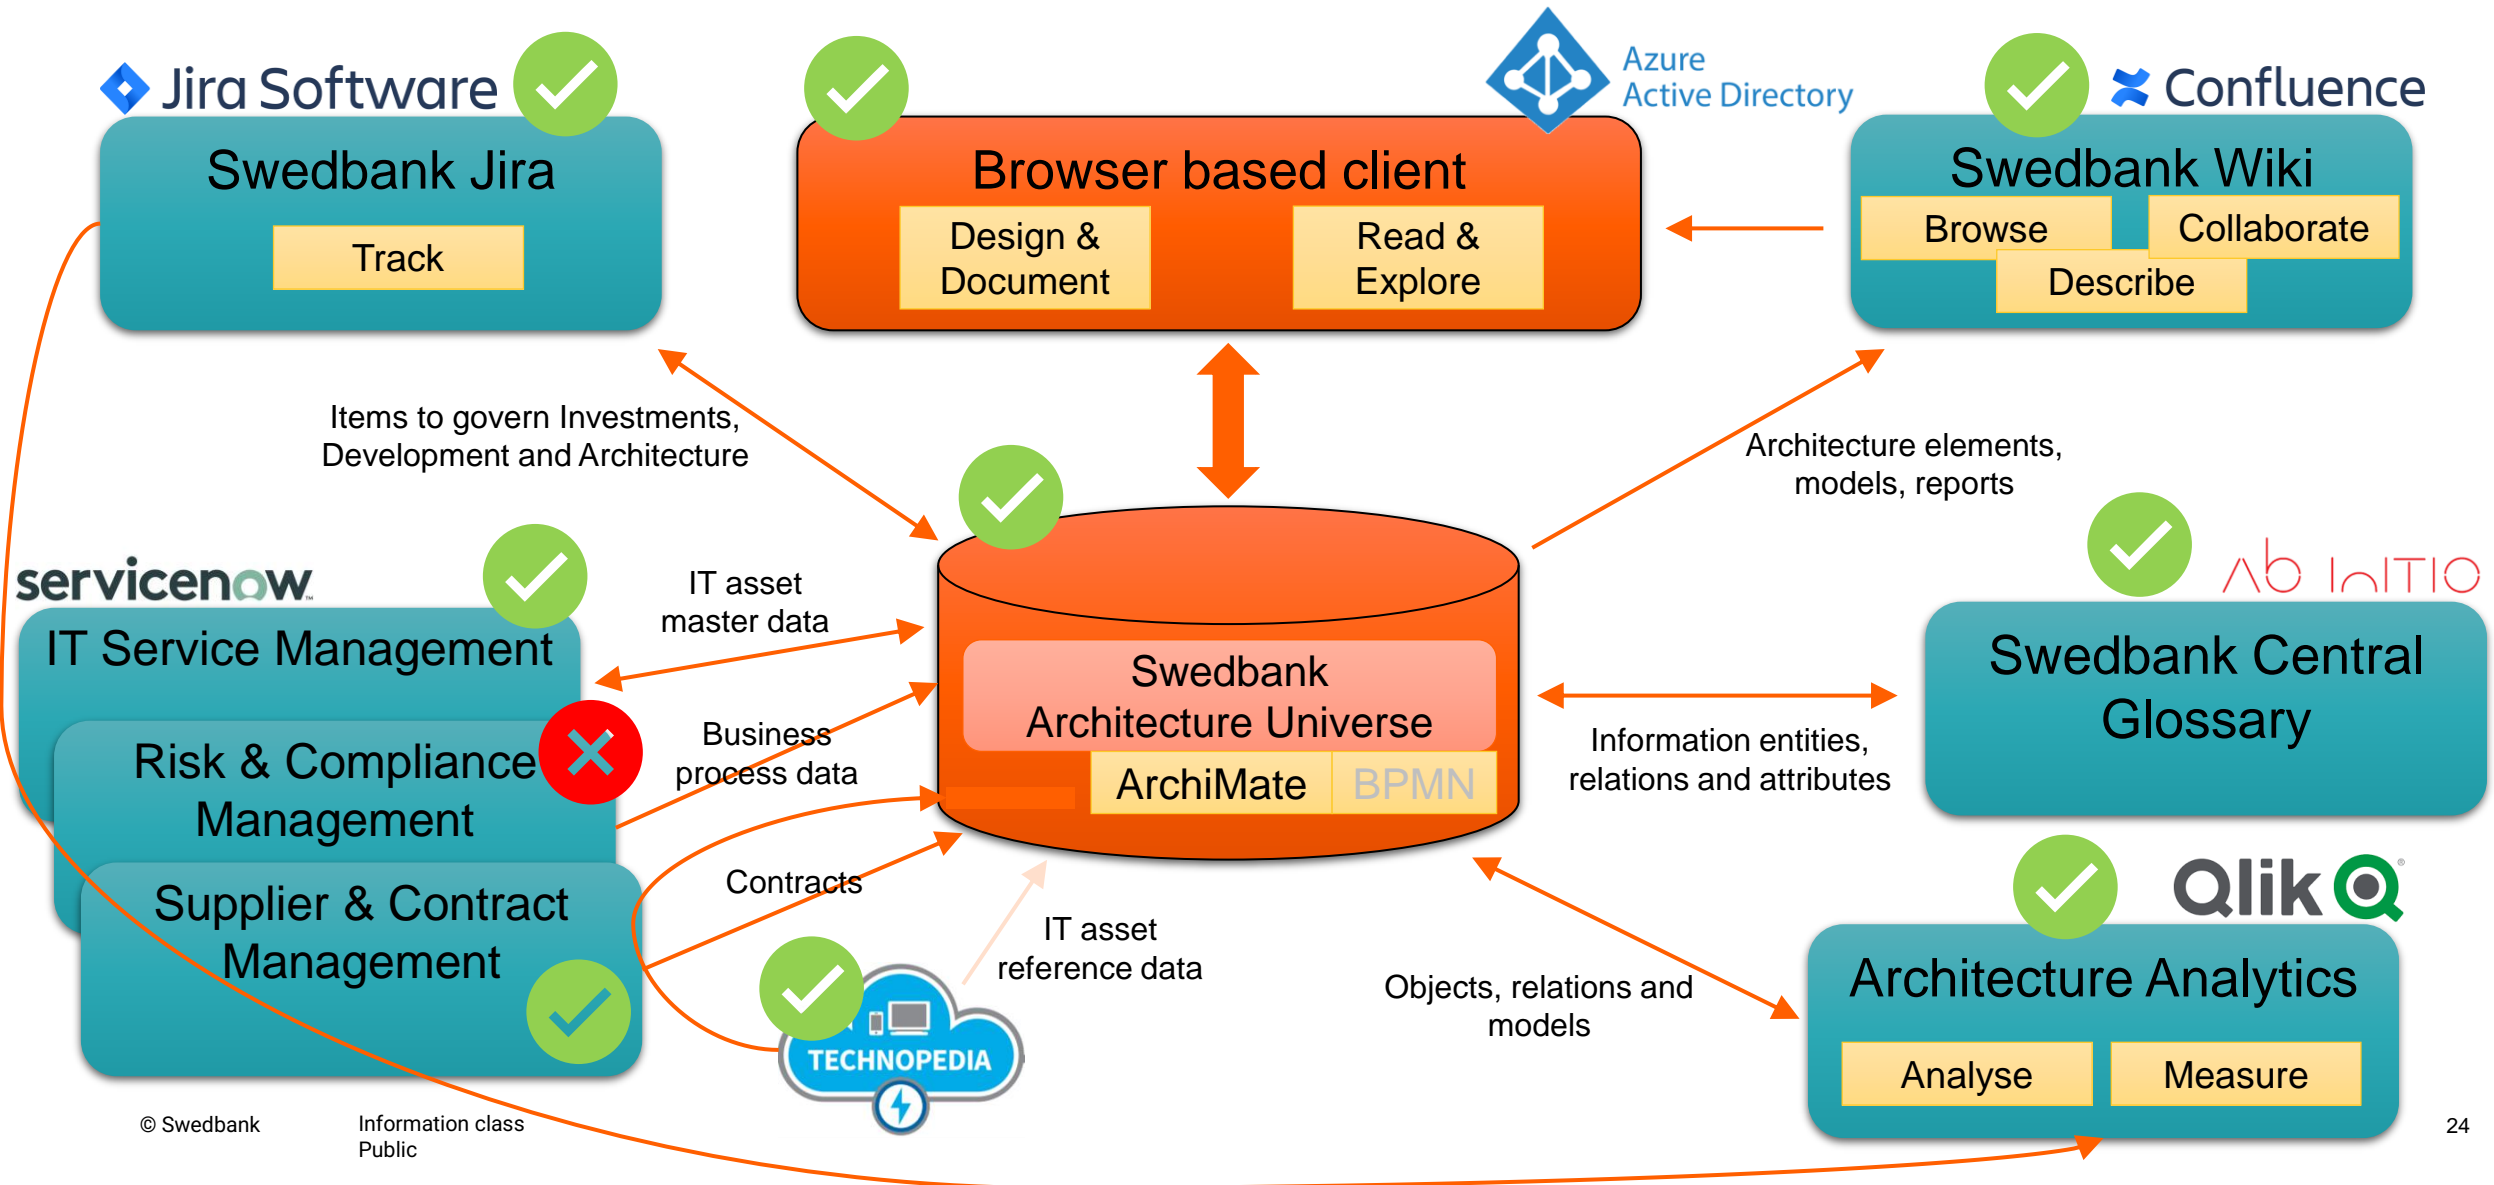 Jira Software
Swedbank Jira
Track
Browser based client
Design &
Document
Read &
Explore
Azure
Active Directory
Confluence
Swedbank Wiki
Browse
Collaborate
Describe
Items to govern Investments,
Development and Architecture
Architecture elements,
models, reports
servicenow
IT Service Management
Risk & Compliance
Management
Supplier & Contract
Management
IT asset
master data
Business
process data
Contracts
Swedbank
Architecture Universe
ArchiMate
BPMN
Ab InITIO
Swedbank Central
Glossary
Information entities,
relations and attributes
IT asset
reference data
TECHNOPEDIA
Objects, relations and
models
Qlik
Architecture Analytics
Analyse
Measure
© Swedbank
Information class
Public
24